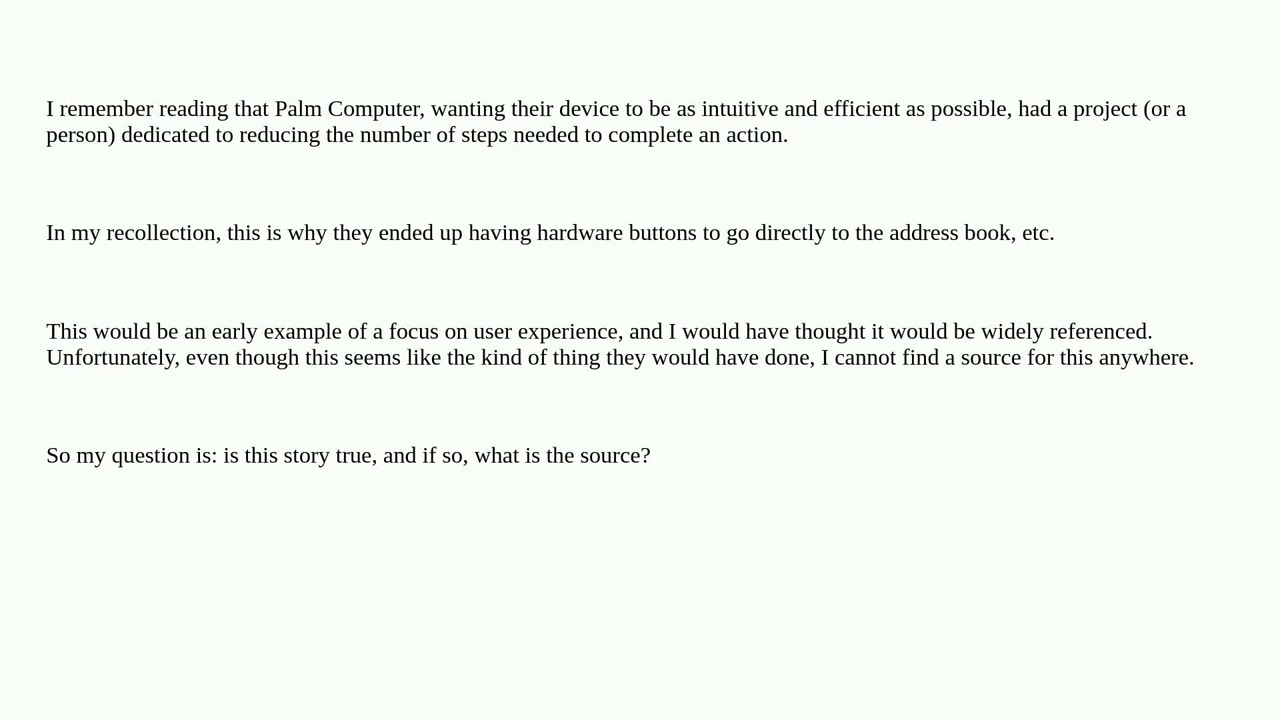 I remember reading that Palm Computer, wanting their device to be as intuitive and efficient as possible, had a project (or a
person) dedicated to reducing the number of steps needed to complete an action.
In my recollection, this is why they ended up having hardware buttons to go directly to the address book, etc.
This would be an early example of a focus on user experience, and I would have thought it would be widely referenced.
Unfortunately, even though this seems like the kind of thing they would have done, I cannot find a source for this anywhere.
So my question is: is this story true, and if so, what is the source?